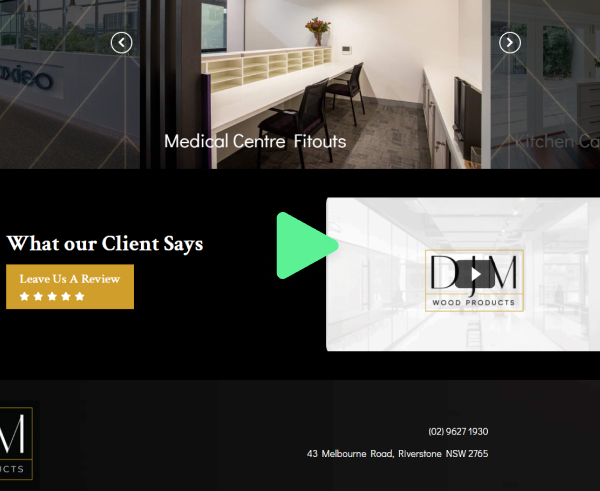 Medical Centre Fitouts
Kitchen Ca
What our Client Says
Leave Us A Review
DJM
WOOD PRODUCTS
M
UCTS
(02) 9627 1930
43 Melbourne Road, Riverstone NSW 2765